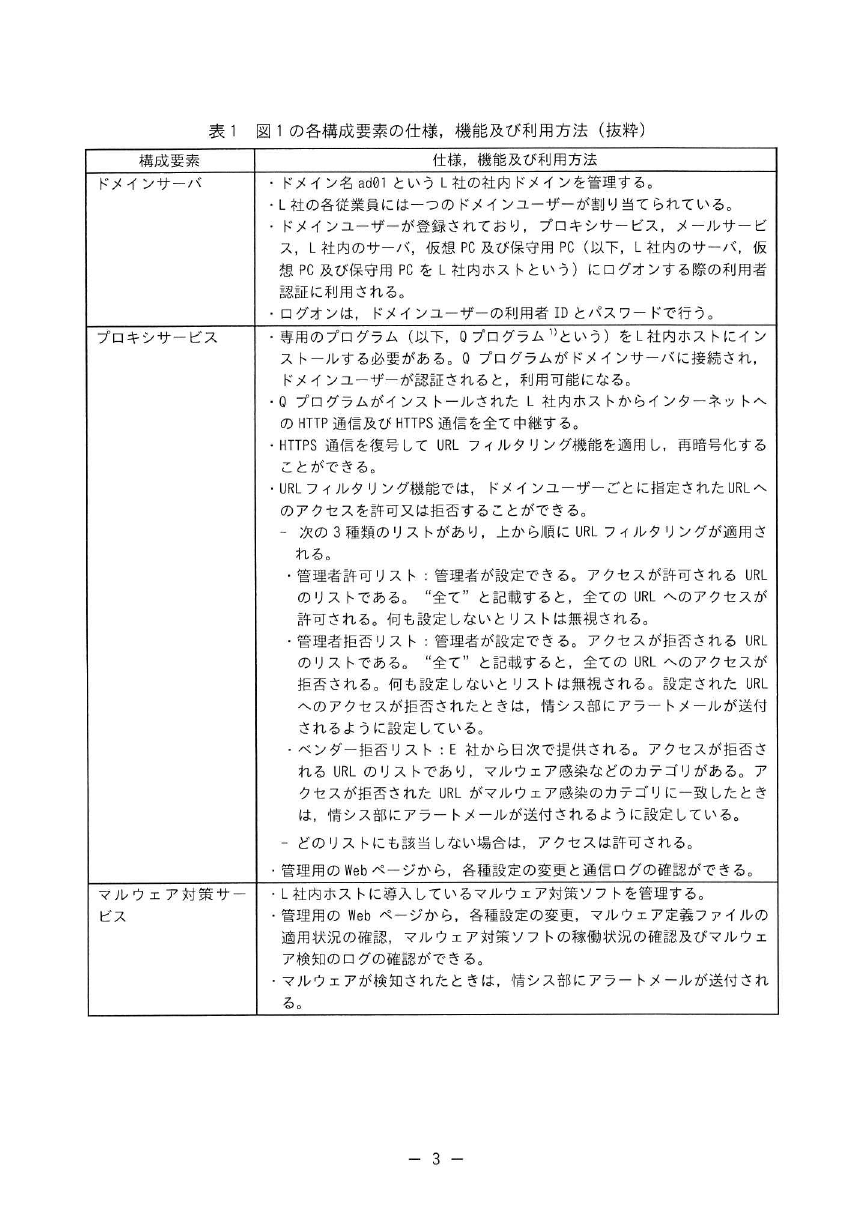 表1 図1の各構成要素の仕様，機能及び利用方法（抜粋）
構成要素
仕様，機能及び利用方法
ドメインサーバ
・ドメイン名 ad01 という L 社の社内ドメインを管理する。
・L 社の各従業員には一つのドメインユーザーが割り当てられている。
・ドメインユーザーが登録されており，プロキシサービス，メールサービ
ス，L 社内のサーバ，仮想 PC 及び保守用 PC（以下，L 社内のサーバ，仮
想 PC 及び保守用 PC を L 社内ホストという）にログオンする際の利用者
認証に利用される。
・ログオンは，ドメインユーザーの利用者 ID とパスワードで行う。
プロキシサービス
・専用のプログラム（以下，Q プログラム1)という）を L 社内ホストにイン
ストールする必要がある。Q プログラムがドメインサーバに接続され，
ドメインユーザーが認証されると，利用可能になる。
・Q プログラムがインストールされた L 社内ホストからインターネットへ
の HTTP 通信及び HTTPS 通信を全て中継する。
・HTTPS 通信を復号して URL フィルタリング機能を適用し，再暗号化する
ことができる。
・URL フィルタリング機能では，ドメインユーザーごとに指定された URL へ
のアクセスを許可又は拒否することができる。
－ 次の 3 種類のリストがあり，上から順に URL フィルタリングが適用さ
れる。
・管理者許可リスト：管理者が設定できる。アクセスが許可される URL
のリストである。“全て”と記載すると，全ての URL へのアクセスが
許可される。何も設定しないとリストは無視される。
・管理者拒否リスト：管理者が設定できる。アクセスが拒否される URL
のリストである。“全て”と記載すると，全ての URL へのアクセスが
拒否される。何も設定しないとリストは無視される。設定された URL
へのアクセスが拒否されたときは，情シス部にアラートメールが送付
されるように設定している。
・ベンダー拒否リスト：E 社から日次で提供される。アクセスが拒否さ
れる URL のリストであり，マルウェア感染などのカテゴリがある。ア
クセスが拒否された URL がマルウェア感染のカテゴリに一致したとき
は，情シス部にアラートメールが送付されるように設定している。
－ どのリストにも該当しない場合は，アクセスは許可される。
・管理用の Web ページから，各種設定の変更と通信ログの確認ができる。
マルウェア対策サー
ビス
・L 社内ホストに導入しているマルウェア対策ソフトを管理する。
・管理用の Web ページから，各種設定の変更，マルウェア定義ファイルの
適用状況の確認，マルウェア対策ソフトの稼働状況の確認及びマルウェ
ア検知のログの確認ができる。
・マルウェアが検知されたときは，情シス部にアラートメールが送付され
る。
－ 3 －